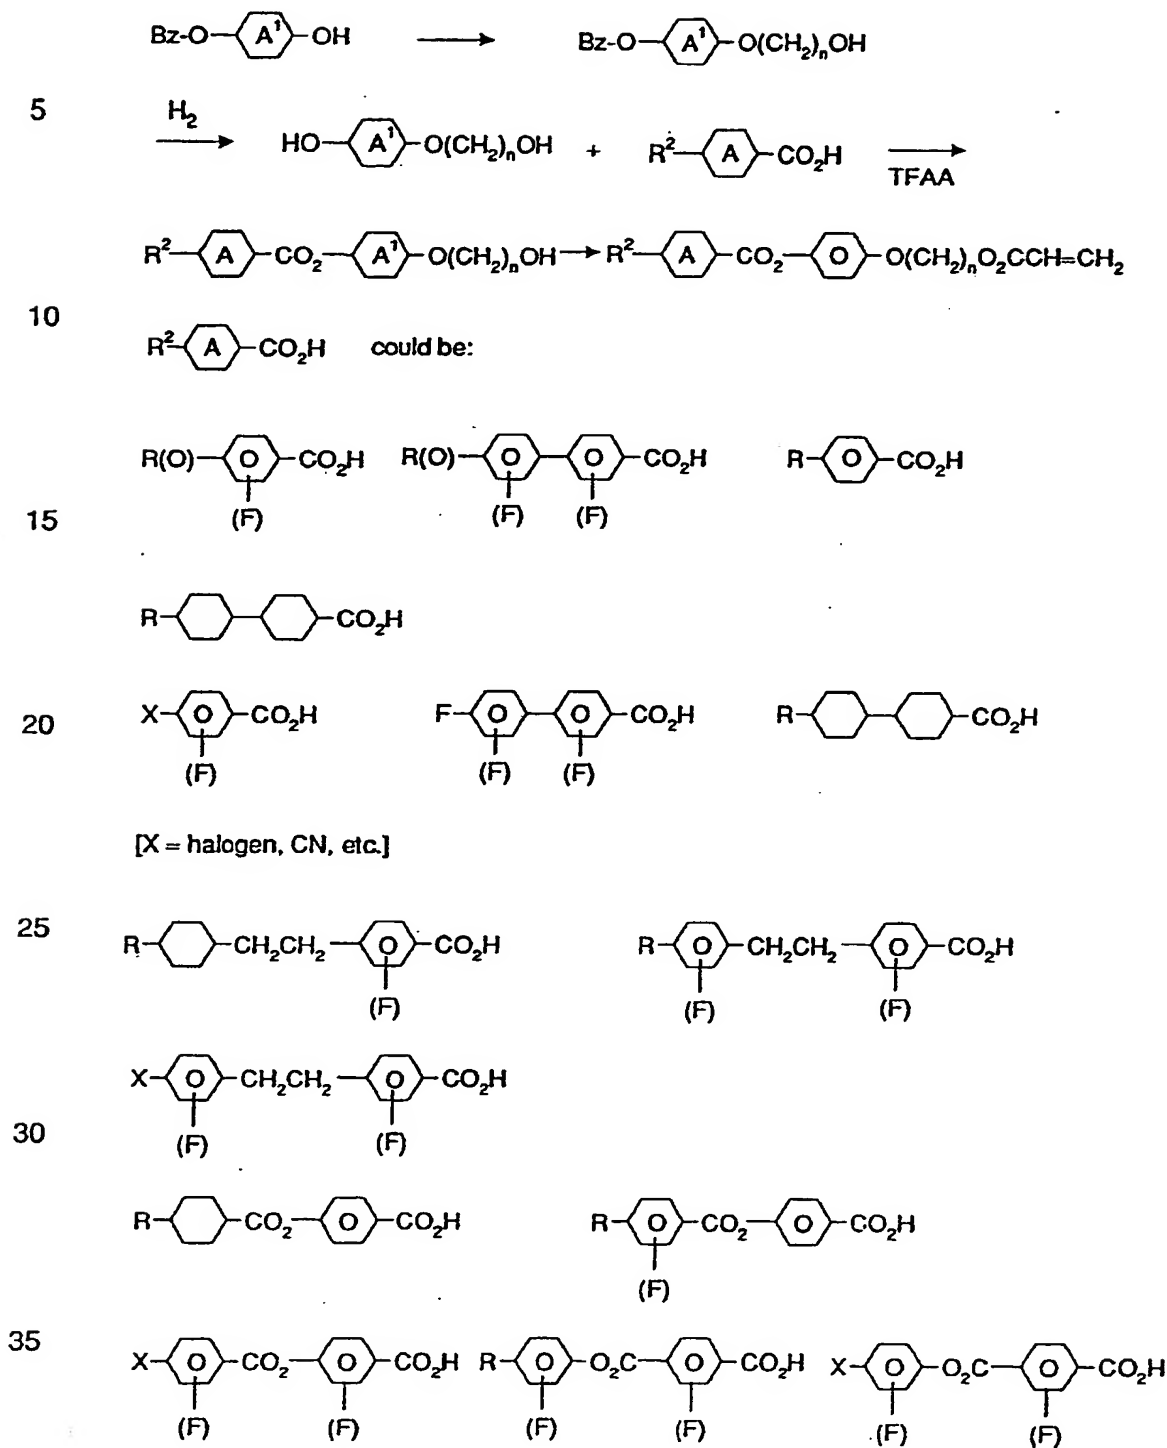 Bz-O A¹ OH → Bz-O A¹ O(CH₂)ₙOH
5
H₂ → HO A¹ O(CH₂)ₙOH + R² A CO₂H → TFAA
R² A CO₂ A¹ O(CH₂)ₙOH → R² A CO₂ O O(CH₂)ₙO₂CCH=CH₂
10
R² A CO₂H could be:
R(O) O CO₂H R(O) O O CO₂H R O CO₂H
(F) (F) (F)
15
R CO₂H
20
X O CO₂H F O O CO₂H R CO₂H
(F) (F) (F)
[X = halogen, CN, etc.]
25
R CH₂CH₂ O CO₂H R O CH₂CH₂ O CO₂H
(F) (F) (F)
X O CH₂CH₂ O CO₂H
30
(F) (F)
R CO₂ O CO₂H R O CO₂ O CO₂H
(F)
35
X O CO₂ O CO₂H R O O₂C O CO₂H X O O₂C O CO₂H
(F) (F) (F) (F) (F) (F)